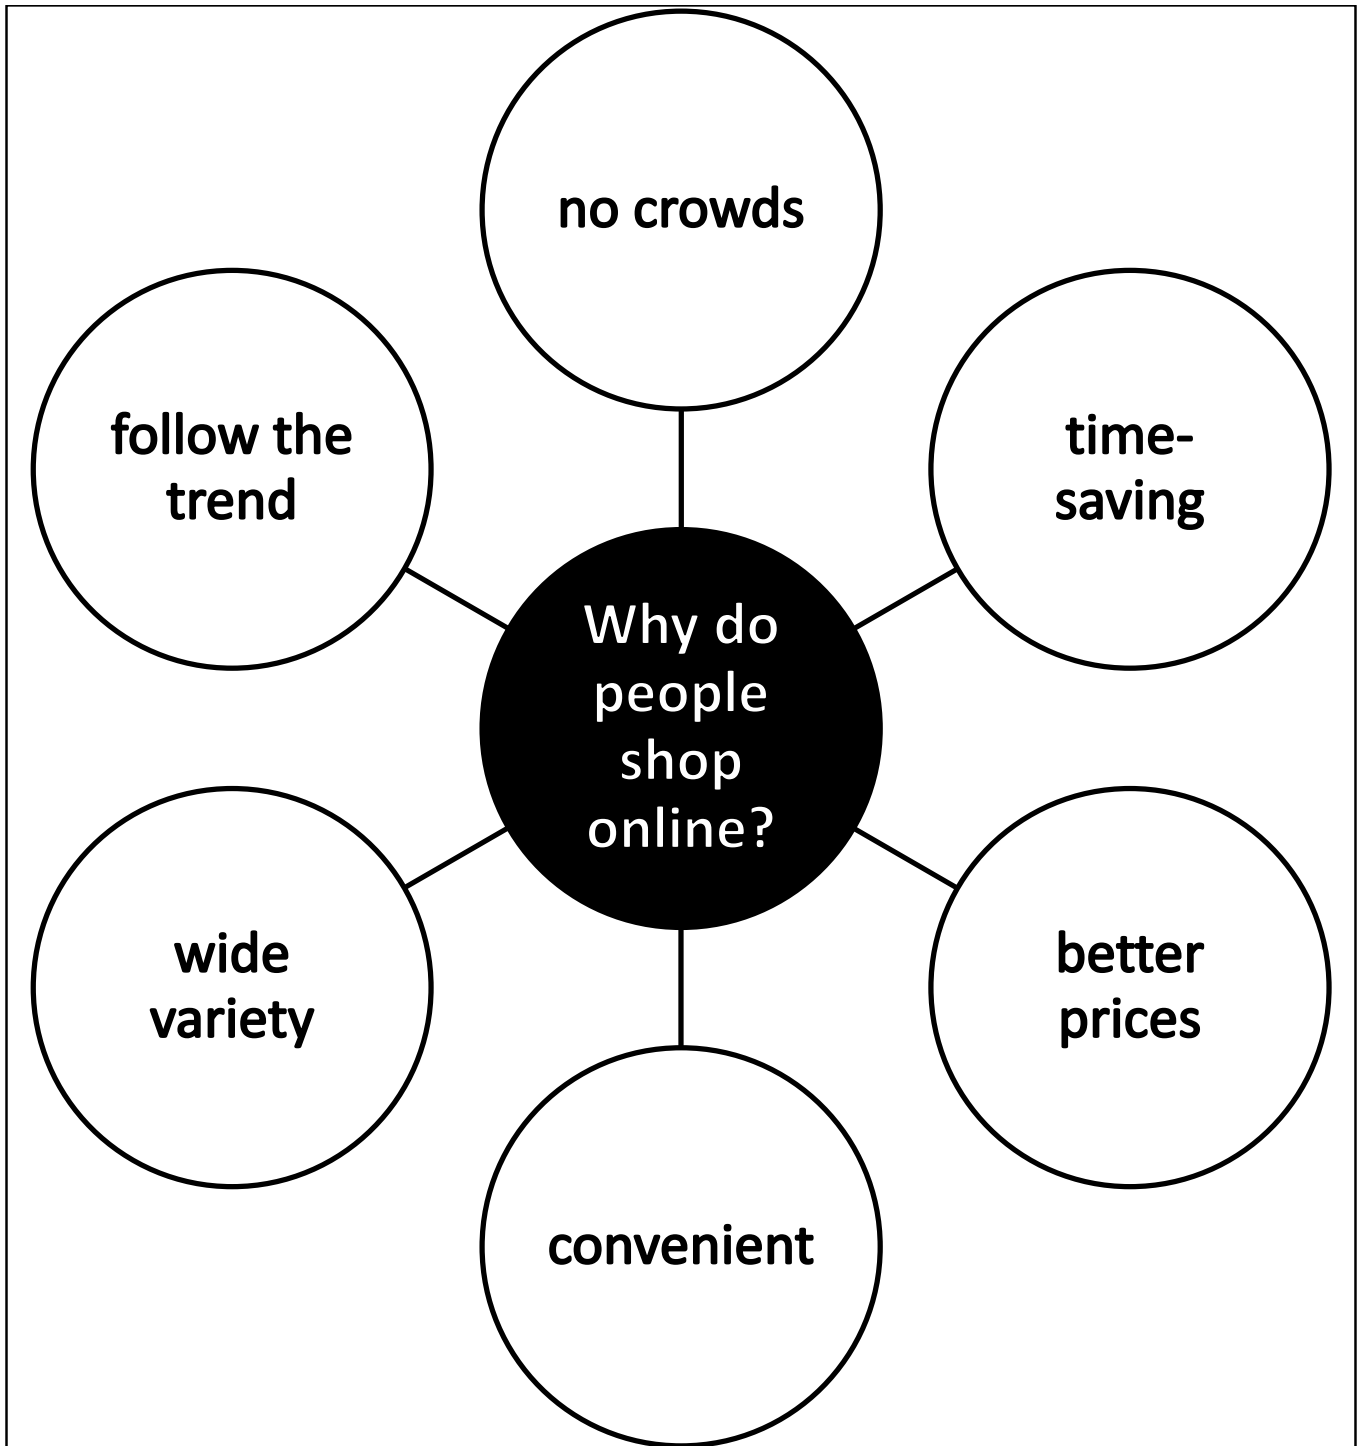 no crowds
follow the
trend
time-
saving
Why do
people
shop
online?
wide
variety
better
prices
convenient